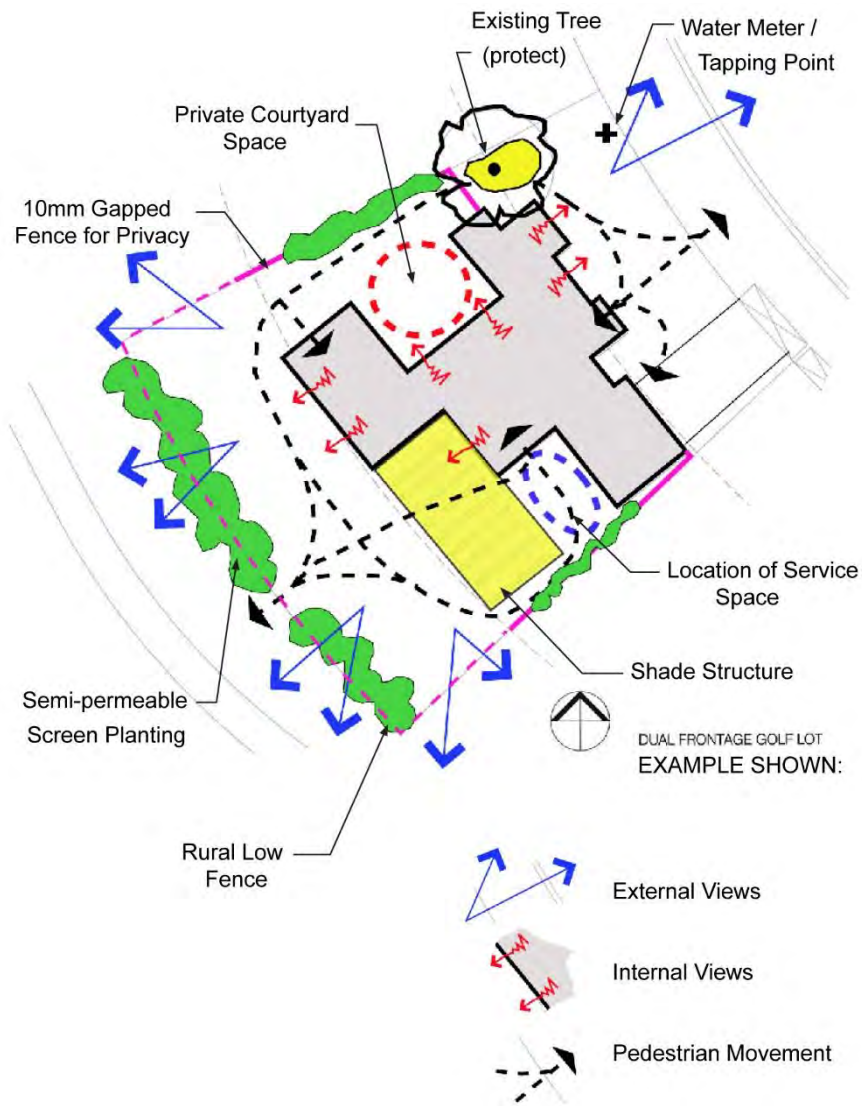 Existing Tree
(protect)
Water Meter /
Tapping Point
Private Courtyard
Space
10mm Gapped
Fence for Privacy
Location of Service
Space
Shade Structure
Semi-permeable
Screen Planting
DUAL FRONTAGE GOLF LOT
EXAMPLE SHOWN:
Rural Low
Fence
External Views
Internal Views
Pedestrian Movement